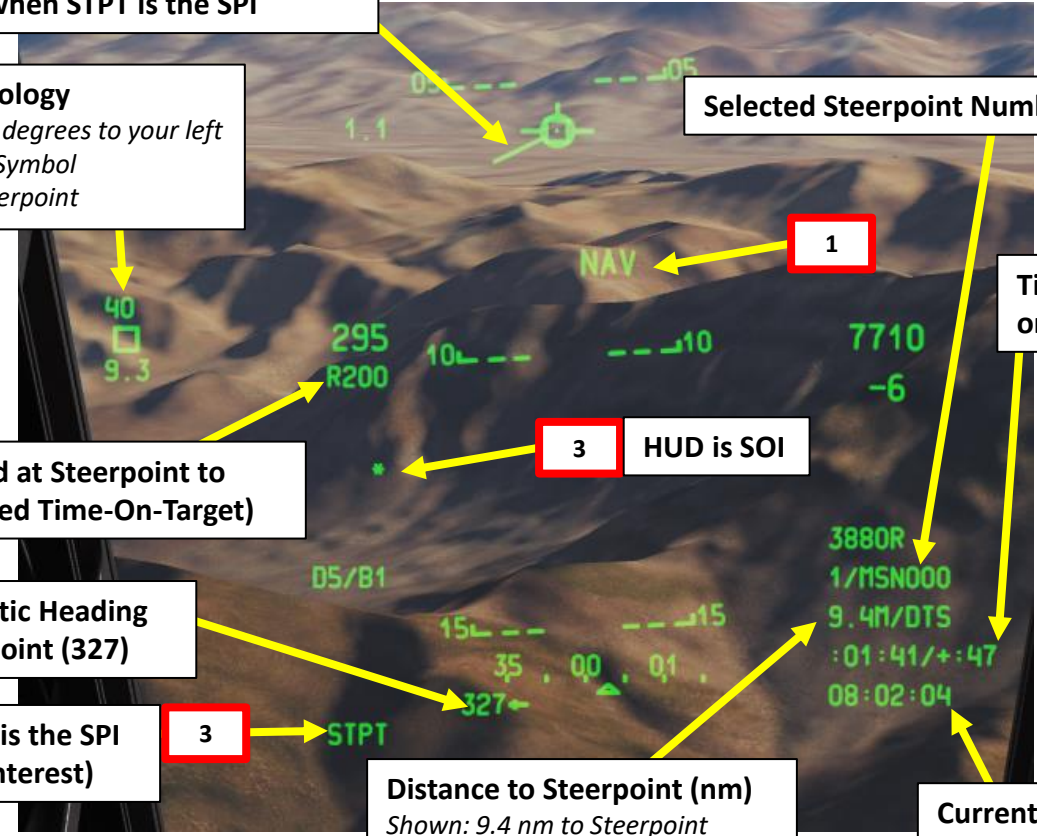 when STPT is the SPI
05 05
ology
degrees to your left
Symbol
erpoint
1.1
Selected Steerpoint Num
NAV
1
Ti
o
40
9.3
295
R200
10 10
7710
-6
d at Steerpoint to
ed Time-On-Target)
*
3
HUD is SOI
3880R
1/MSN000
9.4M/DTS
:01:41/+:47
08:02:04
D5/B1
tic Heading
oint (327)
15 15
35 . 00 . 01 .
327←
is the SPI
nterest)
3
STPT
Distance to Steerpoint (nm)
Shown: 9.4 nm to Steerpoint
Current